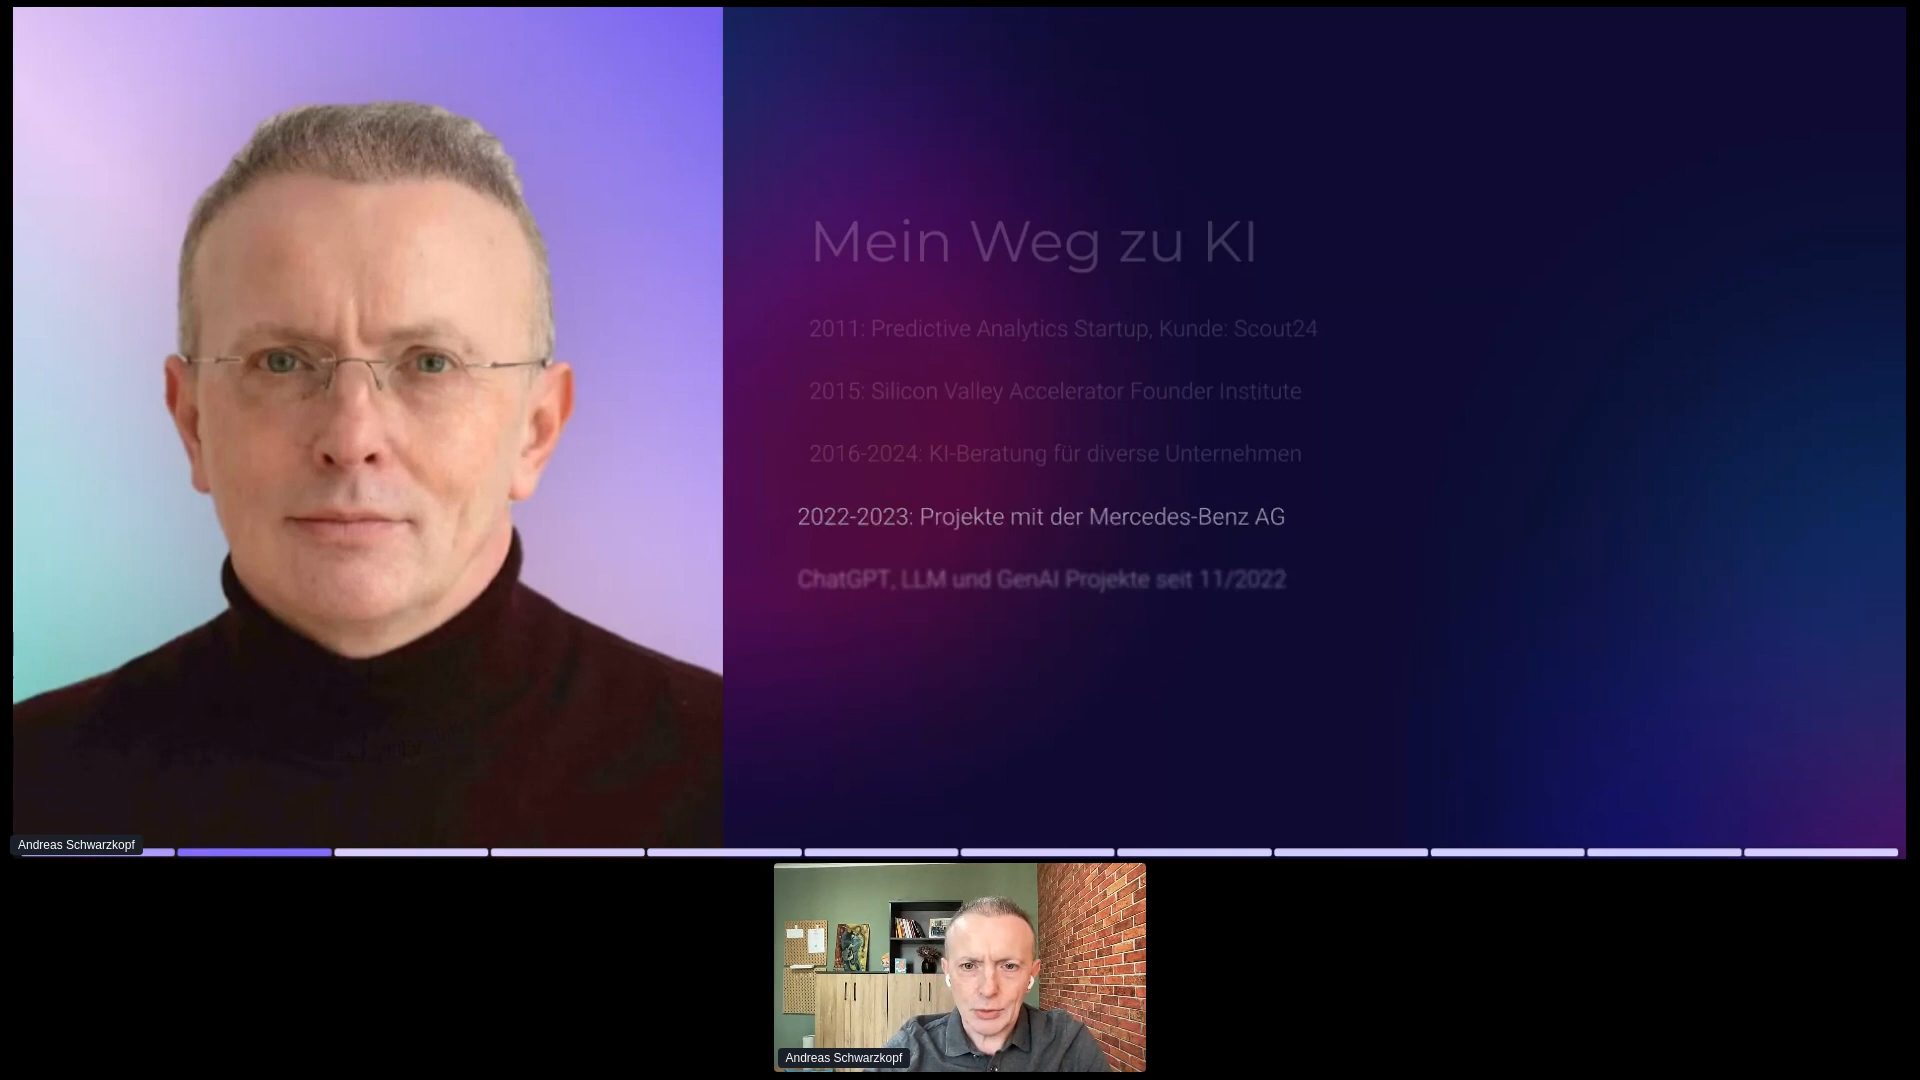 Mein Weg zu KI
2011: Predictive Analytics Startup, Kunde: Scout24
2015: Silicon Valley Accelerator Founder Institute
2016-2024: KI-Beratung für diverse Unternehmen
2022-2023: Projekte mit der Mercedes-Benz AG
ChatGPT, LLM und GenAI Projekte seit 11/2022
Andreas Schwarzkopf
Andreas Schwarzkopf